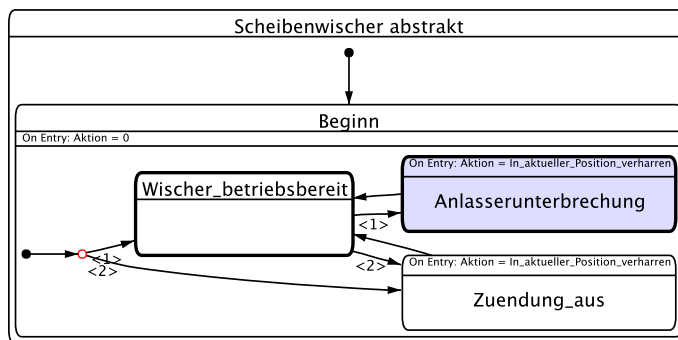 Scheibenwischer abstrakt
Beginn
On Entry: Aktion = 0
On Entry: Aktion = In_aktueller_Position_verharren
Wischer_betriebsbereit
Anlasserunterbrechung
<1>
<1>
<2>
<2>
On Entry: Aktion = In_aktueller_Position_verharren
Zuendung_aus